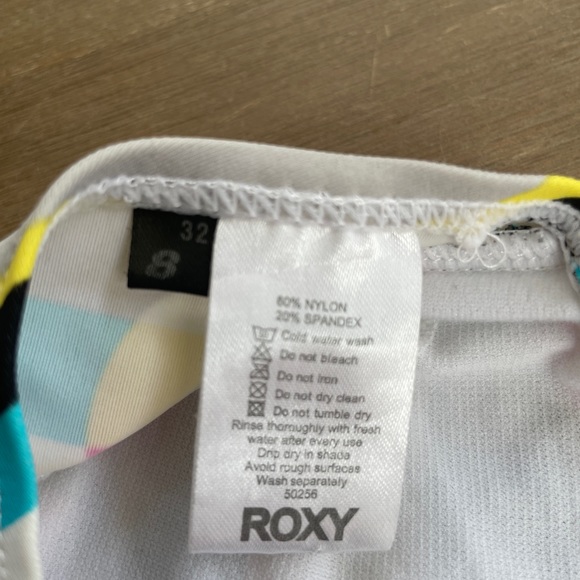 32
8
80% NYLON
20% SPANDEX
Cold water wash
Do not bleach
Do not iron
Do not dry clean
Do not tumble dry
Rinse thoroughly with fresh
water after every use
Drip dry in shade
Avoid rough surfaces
Wash separately
50256
ROXY